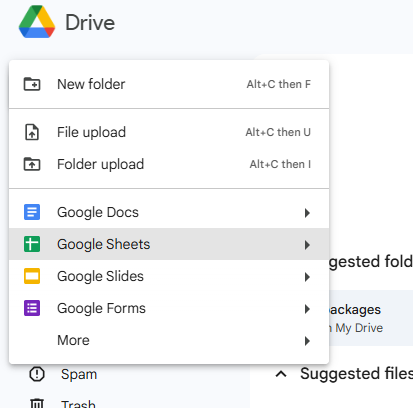 Drive
New folder Alt+C then F
File upload Alt+C then U
Folder upload Alt+C then I
Google Docs
Google Sheets
Google Slides
Google Forms
More
gested fold
ackages
My Drive
Suggested files
Spam
Trash